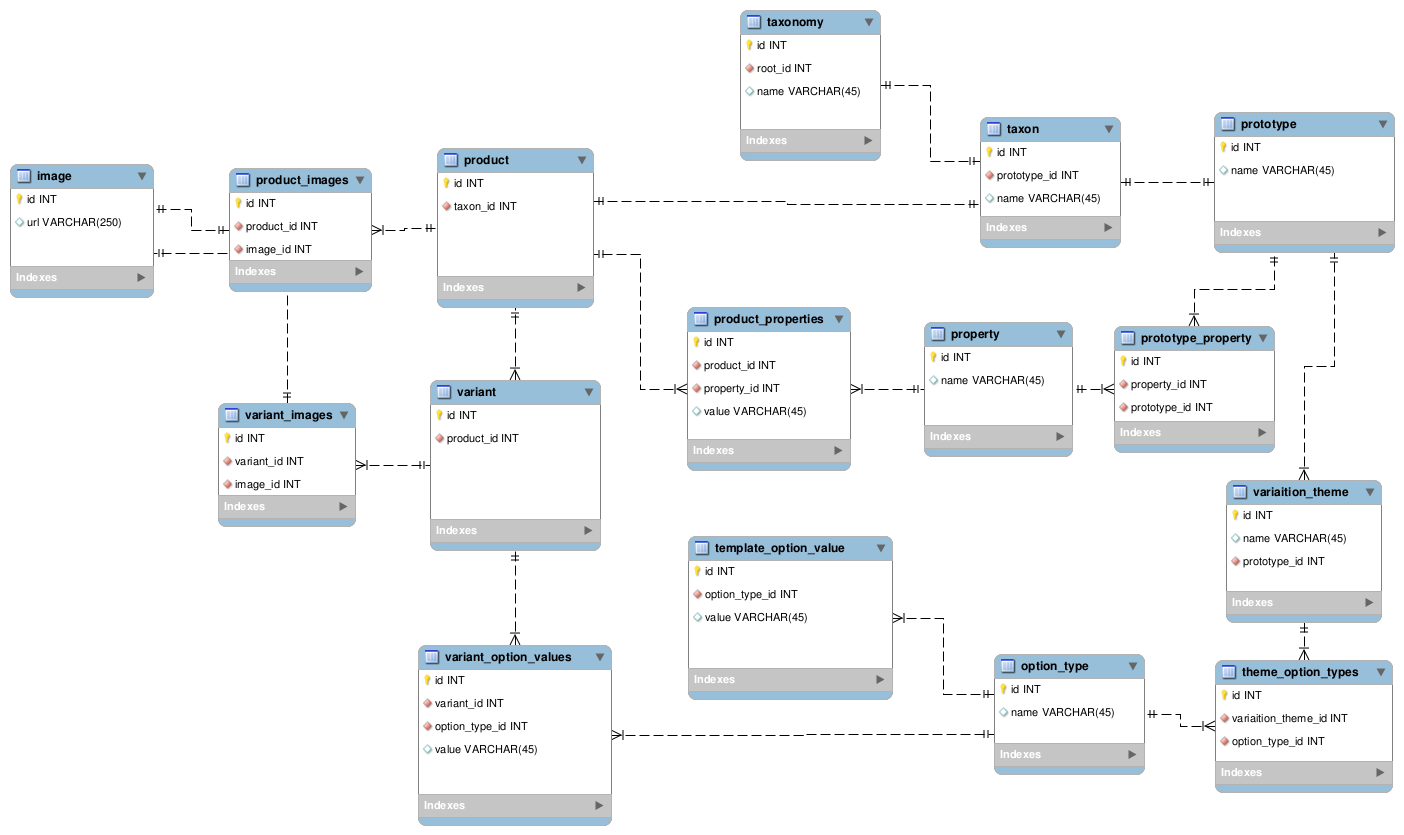 taxonomy
id INT
root_id INT
name VARCHAR(45)
Indexes
taxon
id INT
prototype_id INT
name VARCHAR(45)
Indexes
prototype
id INT
name VARCHAR(45)
Indexes
image
id INT
url VARCHAR(250)
Indexes
product_images
id INT
product_id INT
image_id INT
Indexes
product
id INT
taxon_id INT
Indexes
product_properties
id INT
product_id INT
property_id INT
value VARCHAR(45)
Indexes
property
id INT
name VARCHAR(45)
Indexes
prototype_property
id INT
property_id INT
prototype_id INT
Indexes
variant_images
id INT
variant_id INT
image_id INT
Indexes
variant
id INT
product_id INT
Indexes
variaition_theme
id INT
name VARCHAR(45)
prototype_id INT
Indexes
template_option_value
id INT
option_type_id INT
value VARCHAR(45)
Indexes
variant_option_values
id INT
variant_id INT
option_type_id INT
value VARCHAR(45)
Indexes
option_type
id INT
name VARCHAR(45)
Indexes
theme_option_types
id INT
variaition_theme_id INT
option_type_id INT
Indexes